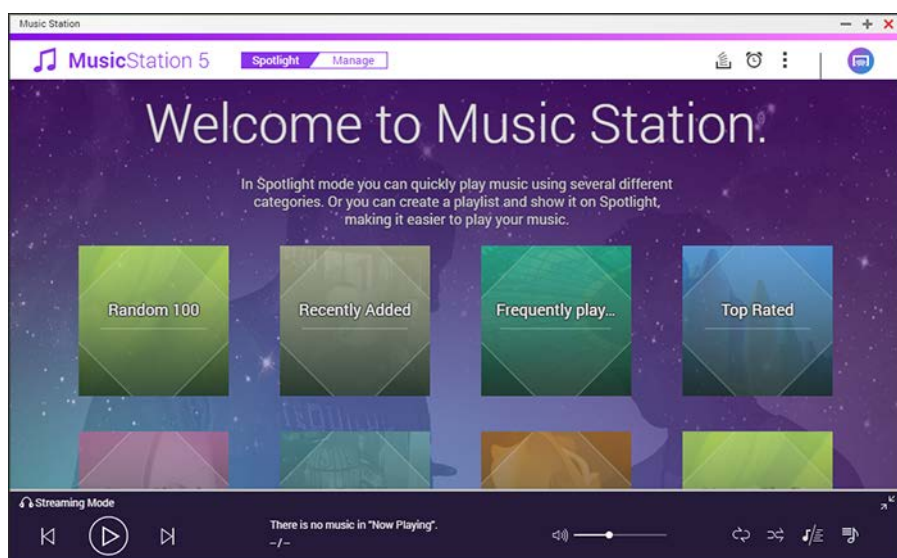 Music Station
MusicStation 5
Spotlight
Manage
Welcome to Music Station.
In Spotlight mode you can quickly play music using several different
categories. Or you can create a playlist and show it on Spotlight,
making it easier to play your music.
Random 100
Recently Added
Frequently play...
Top Rated
Streaming Mode
There is no music in "Now Playing".
--/--